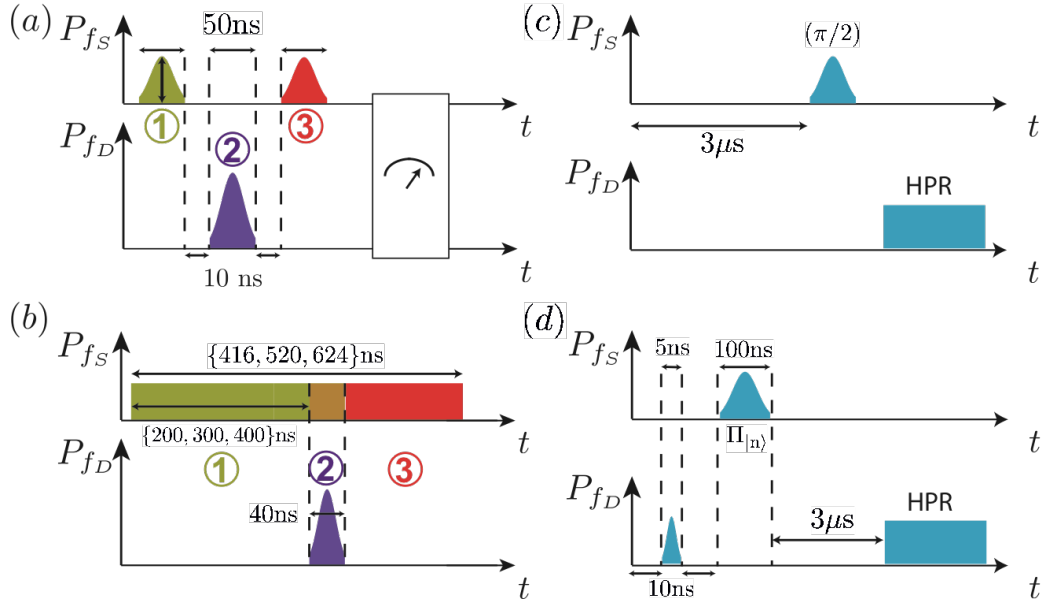 (a)
P_{f_S}
50ns
t
①
②
③
P_{f_D}
10 ns
t
(b)
P_{f_S}
{416, 520, 624}ns
{200, 300, 400}ns
t
P_{f_D}
①
②
③
40ns
t
(c)
P_{f_S}
(π/2)
3μs
t
P_{f_D}
HPR
t
(d)
P_{f_S}
5ns
100ns
Π_{|n⟩}
t
P_{f_D}
3μs
HPR
10ns
t